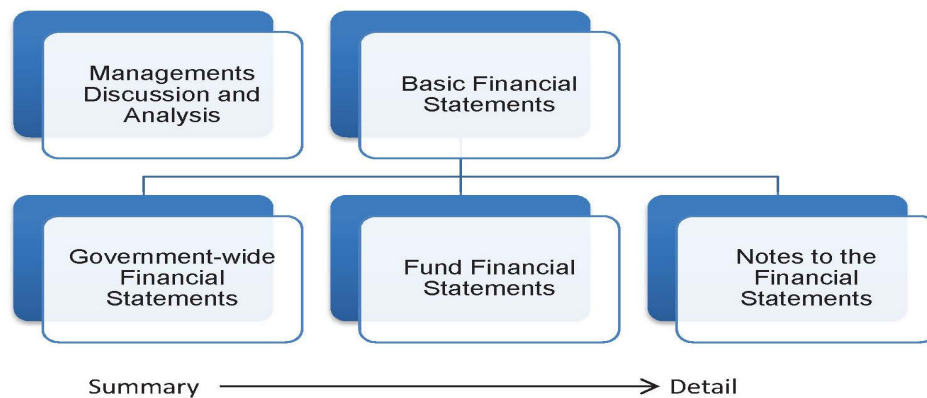 Managements
Discussion and
Analysis
Basic Financial
Statements
Government-wide
Financial
Statements
Fund Financial
Statements
Notes to the
Financial
Statements
Summary
Detail